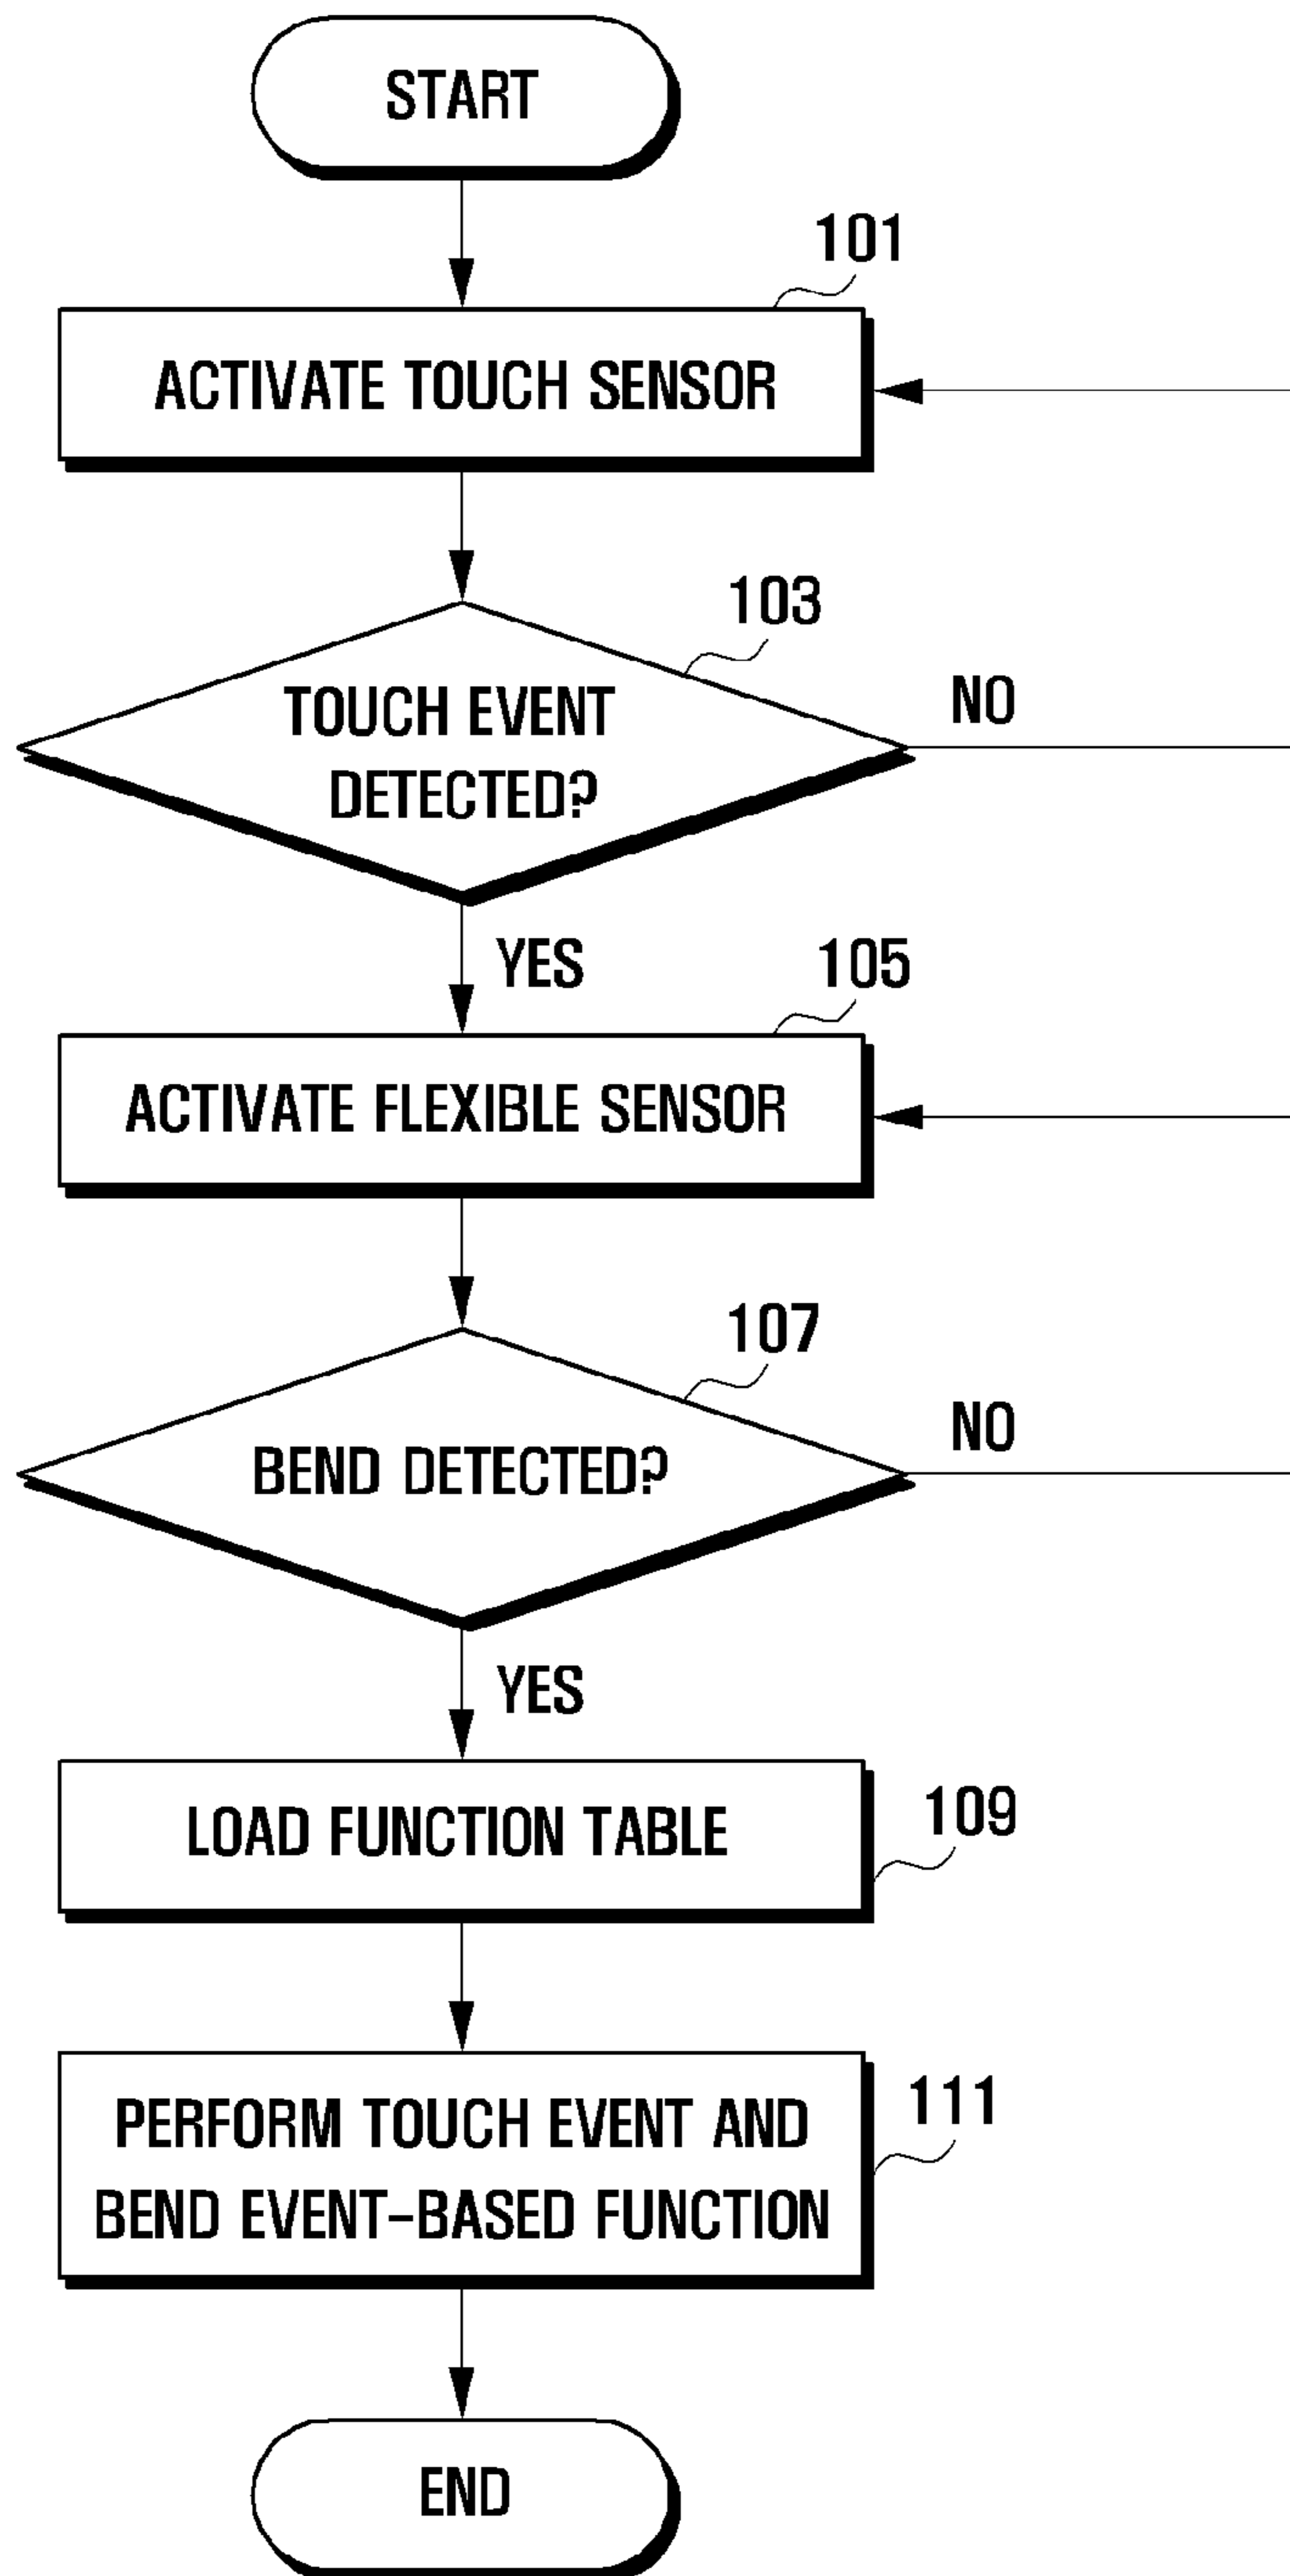 START
101
ACTIVATE TOUCH SENSOR
103
TOUCH EVENT
DETECTED?
NO
YES
105
ACTIVATE FLEXIBLE SENSOR
107
BEND DETECTED?
NO
YES
LOAD FUNCTION TABLE
109
PERFORM TOUCH EVENT AND
BEND EVENT-BASED FUNCTION
111
END